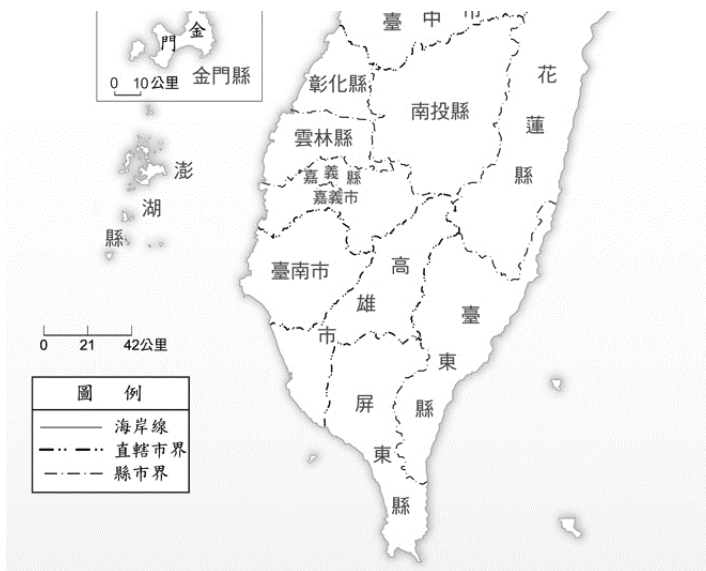 臺中市
金門
0 10公里
金門縣
花蓮縣
彰化縣
南投縣
雲林縣
嘉義縣
嘉義市
澎湖縣
臺南市
高雄市
臺東縣
屏東縣
0 21 42公里
圖 例
海岸線
直轄市界
縣市界